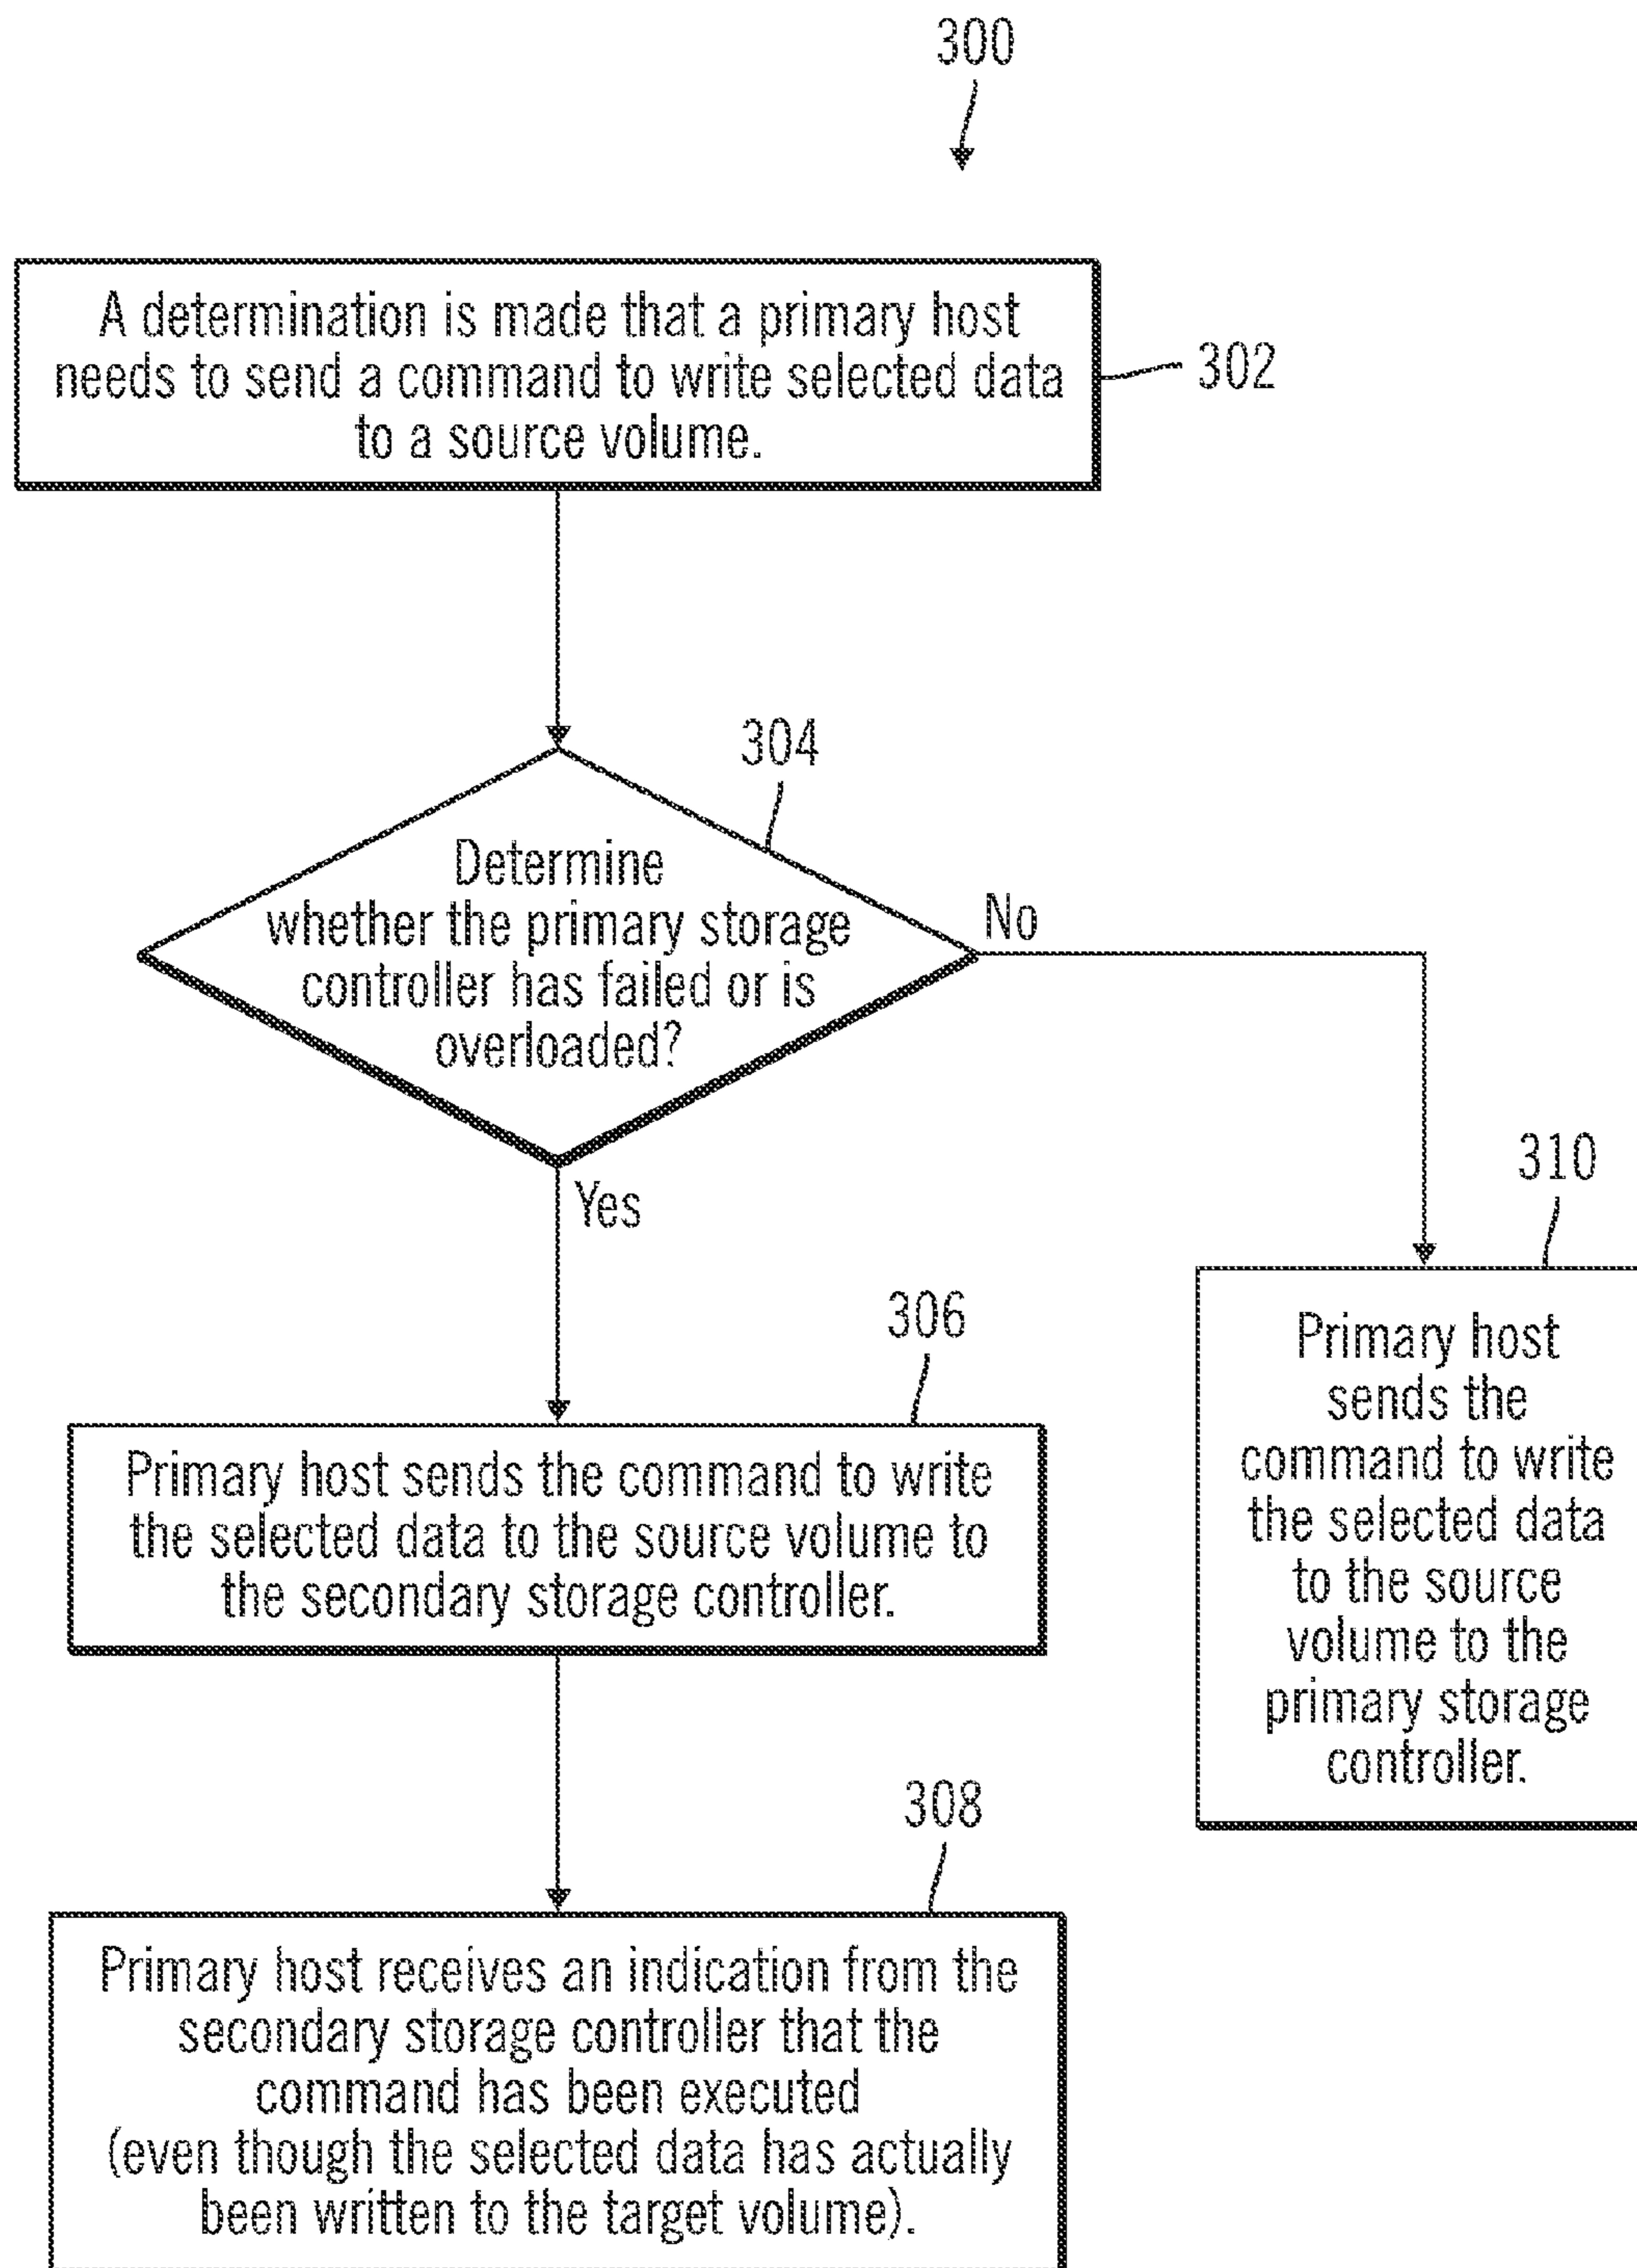 300
A determination is made that a primary host
needs to send a command to write selected data
to a source volume.
302
304
Determine
whether the primary storage
controller has failed or is
overloaded?
No
Yes
306
Primary host sends the command to write
the selected data to the source volume to
the secondary storage controller.
310
Primary host
sends the
command to write
the selected data
to the source
volume to the
primary storage
controller.
308
Primary host receives an indication from the
secondary storage controller that the
command has been executed
(even though the selected data has actually
been written to the target volume).